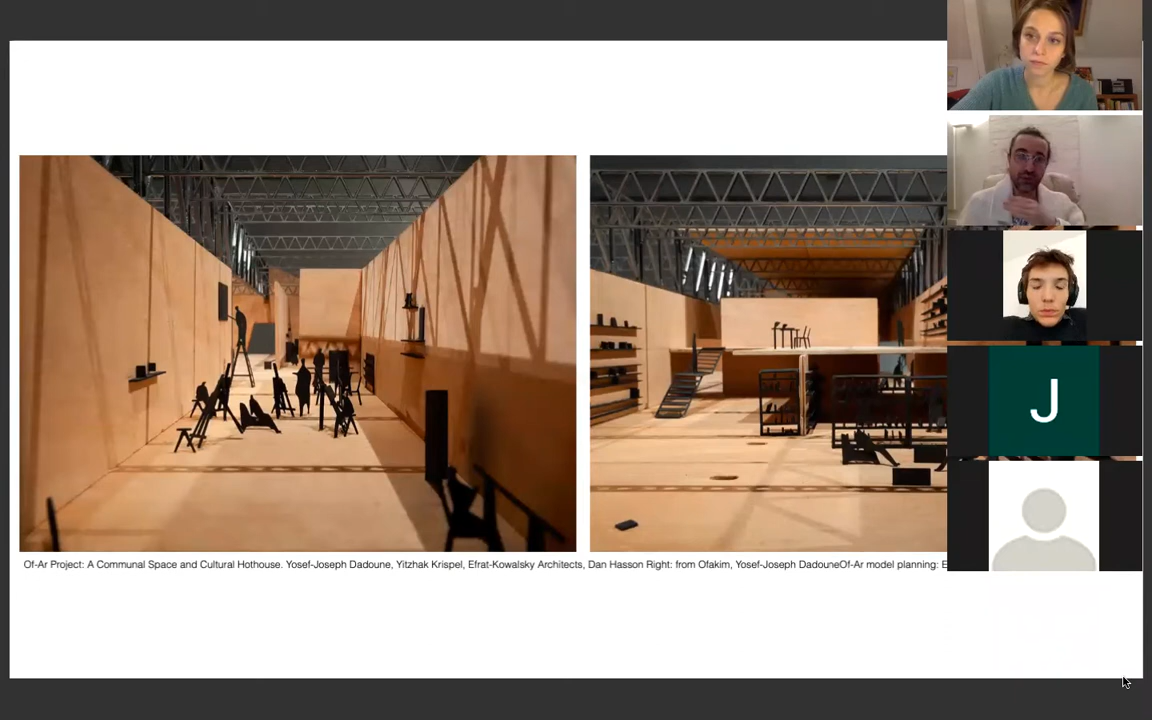 Of-Ar Project: A Communal Space and Cultural Hothouse. Yosef-Joseph Dadoune, Yitzhak Krispel, Efrat-Kowalsky Architects, Dan Hasson Right: from Ofakim, Yosef-Joseph DadouneOf-Ar model planning: E
J